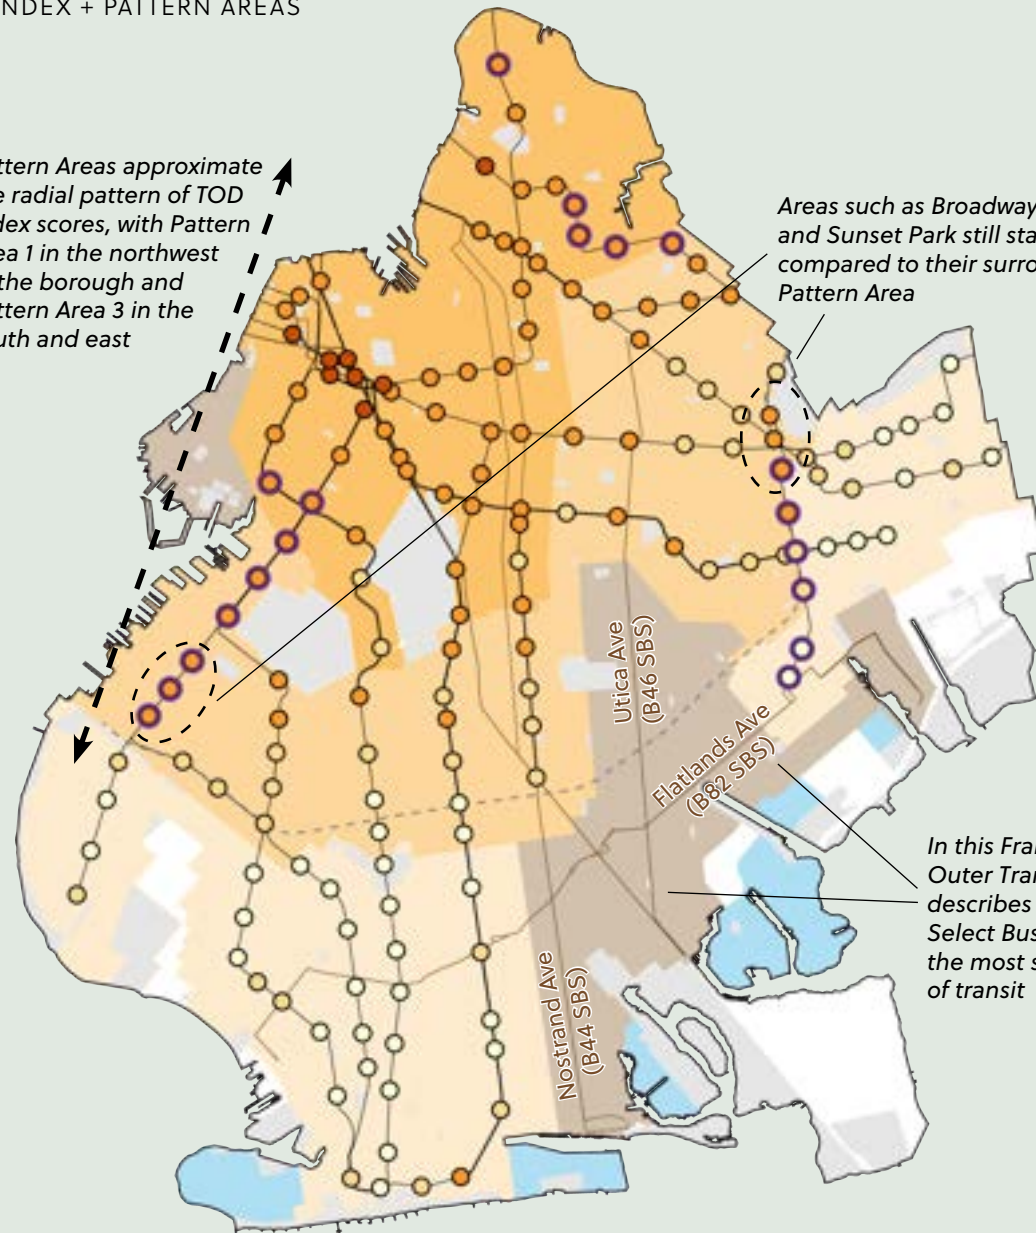 NDEX + PATTERN AREAS
ttern Areas approximate
e radial pattern of TOD
dex scores, with Pattern
ea 1 in the northwest
the borough and
ttern Area 3 in the
uth and east
Areas such as Broadway
and Sunset Park still sta
compared to their surro
Pattern Area
Utica Ave
(B46 SBS)
Flatlands Ave
(B82 SBS)
In this Fra
Outer Tran
describes
Select Bus
the most s
of transit
Nostrand Ave
(B44 SBS)